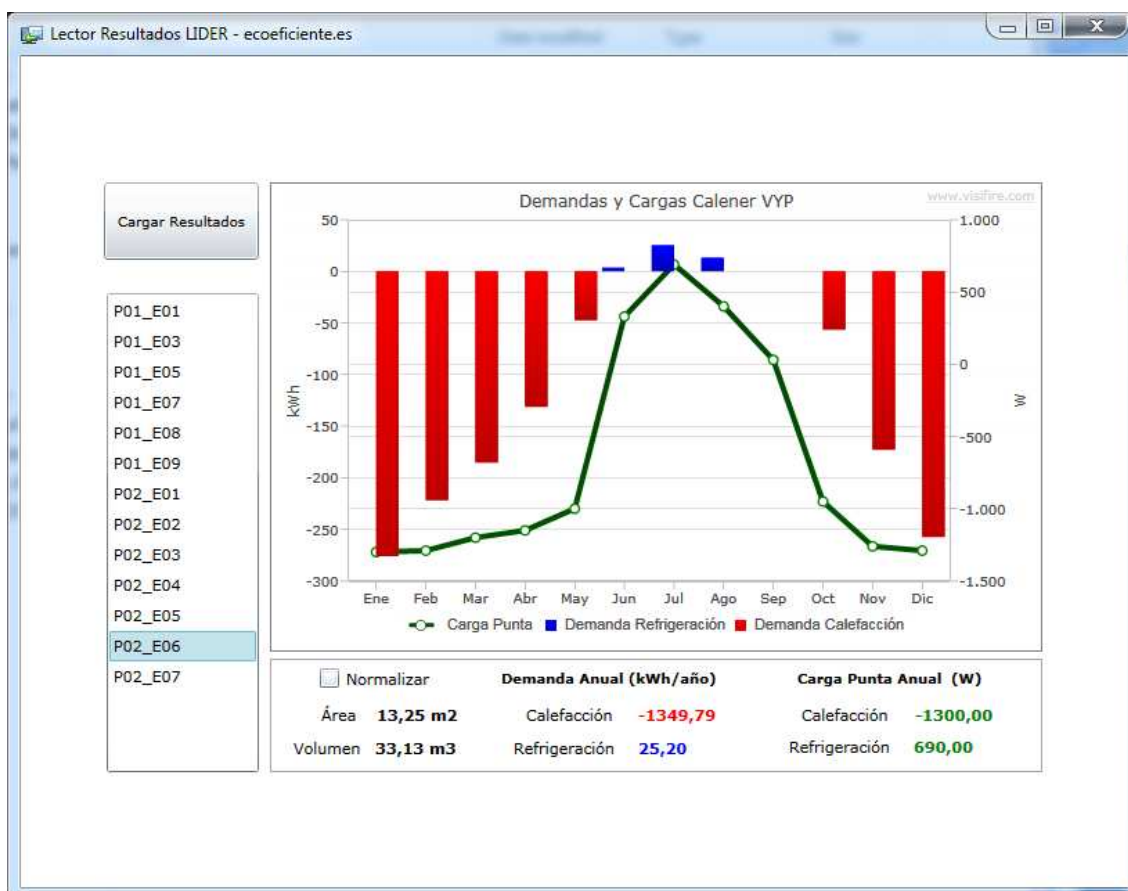 Lector Resultados LIDER - ecoeficiente.es
Cargar Resultados
P01_E01
P01_E03
P01_E05
P01_E07
P01_E08
P01_E09
P02_E01
P02_E02
P02_E03
P02_E04
P02_E05
P02_E06
P02_E07
Demandas y Cargas Calener VYP
www.visifire.com
50
0
-50
-100
-150
-200
-250
-300
kWh
1.000
500
0
-500
-1.000
-1.500
W
Ene Feb Mar Abr May Jun Jul Ago Sep Oct Nov Dic
Carga Punta Demanda Refrigeración Demanda Calefacción
Normalizar Demanda Anual (kWh/año) Carga Punta Anual (W)
Área 13,25 m2 Calefacción -1349,79 Calefacción -1300,00
Volumen 33,13 m3 Refrigeración 25,20 Refrigeración 690,00